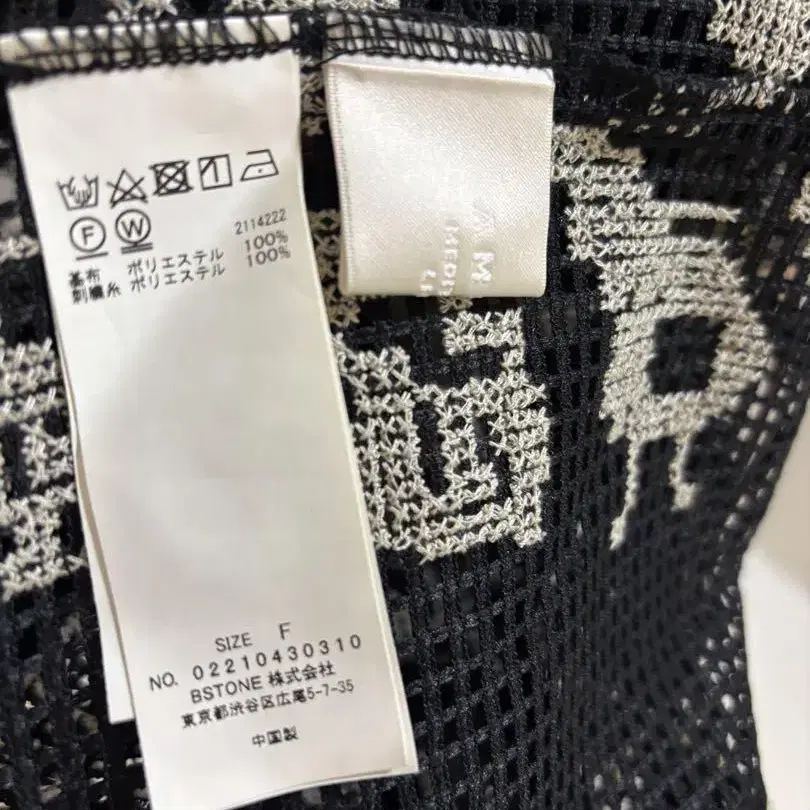 F W
2114222
基布 ポリエステル 100%
刺繍糸 ポリエステル 100%
SIZE F
NO. 02210430310
BSTONE 株式会社
東京都渋谷区広尾5-7-35
中国製